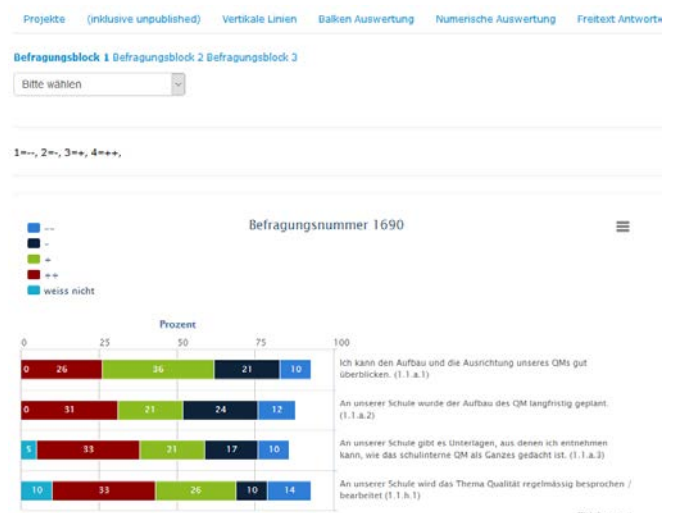 Projekte (inklusive unpublished) Vertikale Linien Balken Auswertung Numerische Auswertung Freitext Antworte
Befragungsblock 1 Befragungsblock 2 Befragungsblock 3
Bitte wählen
1=--, 2=-, 3=+, 4=++,
Befragungsnummer 1690
--
-
+
++
weiss nicht
Prozent
0 25 50 75 100
0 26 36 21 10
Ich kann den Aufbau und die Ausrichtung unseres QMs gut
überblicken. (1.1.a.1)
0 31 21 24 12
An unserer Schule wurde der Aufbau des QM langfristig geplant.
(1.1.a.2)
5 33 21 17 10
An unserer Schule gibt es Unterlagen, aus denen ich entnehmen
kann, wie das schulinterne QM als Ganzes gedacht ist. (1.1.a.3)
10 33 26 10 14
An unserer Schule wird das Thema Qualität regelmässig besprochen /
bearbeitet (1.1.h.1)